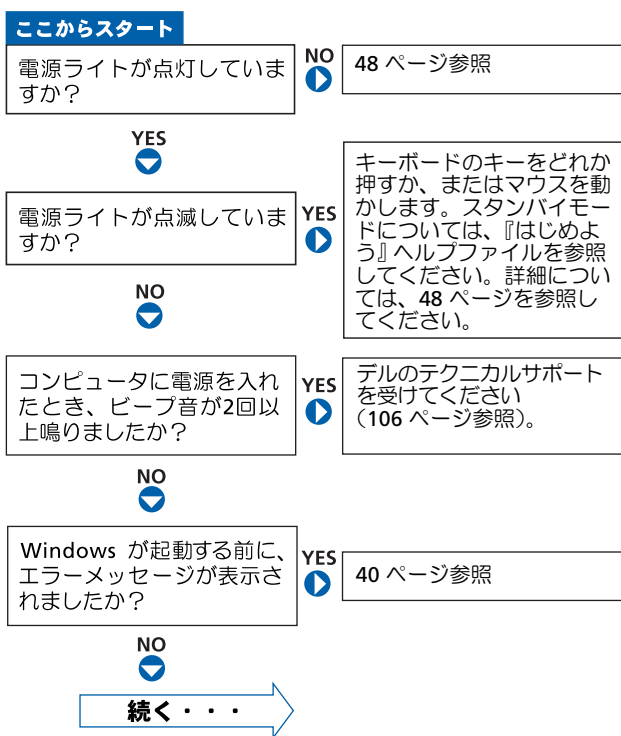 ここからスタート
電源ライトが点灯していま
すか？
NO
48 ページ参照
YES
電源ライトが点滅していま
すか？
YES
キーボードのキーをどれか
押すか、またはマウスを動
かします。スタンバイモー
ドについては、『はじめよ
う』ヘルプファイルを参照
してください。詳細につい
ては、48 ページを参照し
てください。
NO
コンピュータに電源を入れ
たとき、ビープ音が2回以
上鳴りましたか？
YES
デルのテクニカルサポート
を受けてください
（106 ページ参照）。
NO
Windows が起動する前に、
エラーメッセージが表示さ
れましたか？
YES
40 ページ参照
NO
続く・・・